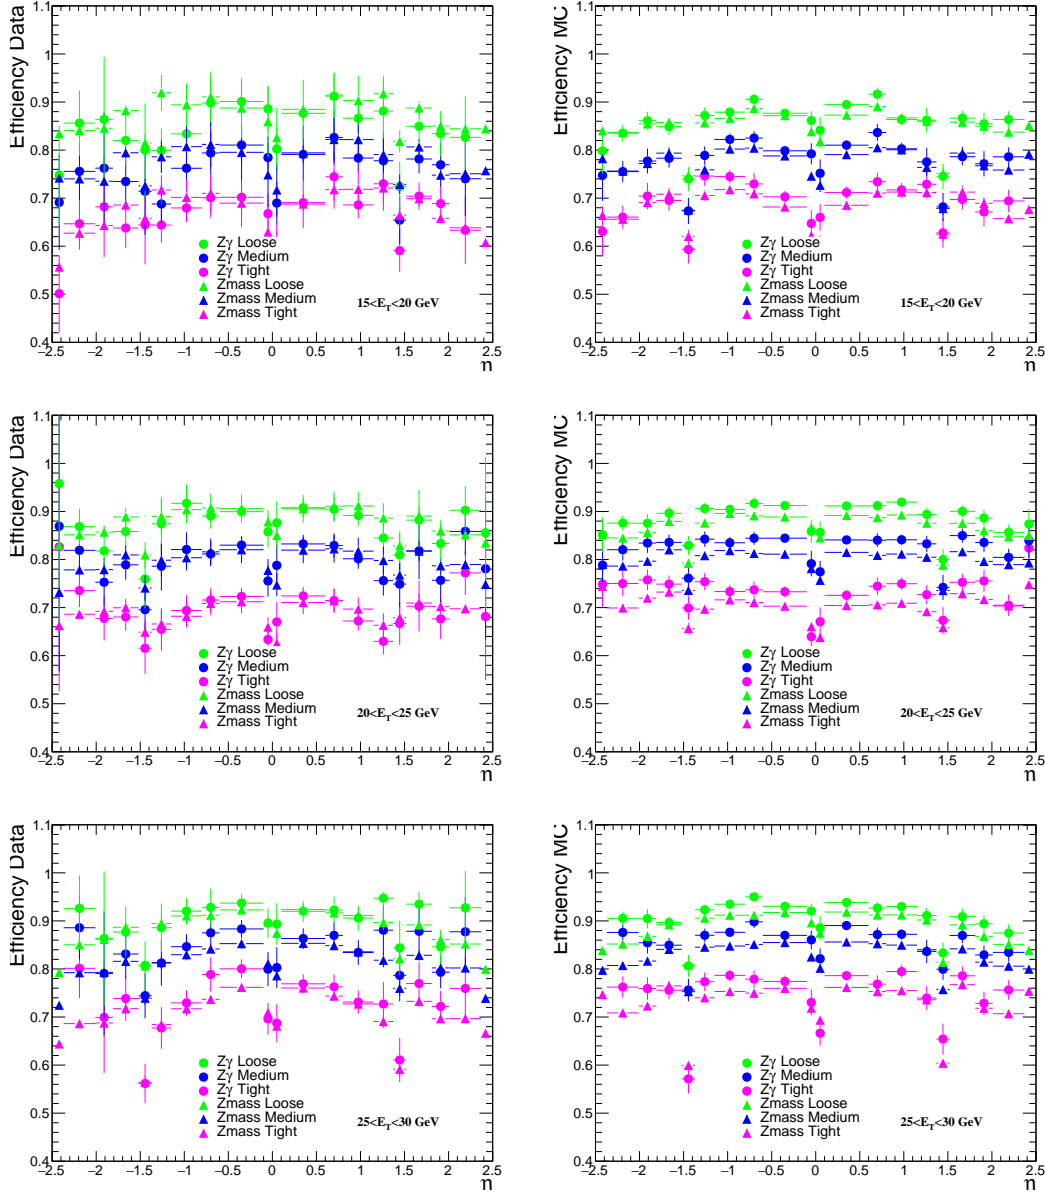 Efficiency Data
1.1
1
0.9
0.8
0.7
0.6
0.5
0.4
Zγ Loose
Zγ Medium
Zγ Tight
Zmass Loose
Zmass Medium
Zmass Tight
15<E_T<20 GeV
−2.5 −2 −1.5 −1 −0.5 0 0.5 1 1.5 2 2.5
η
Efficiency MC
1.1
1
0.9
0.8
0.7
0.6
0.5
0.4
Zγ Loose
Zγ Medium
Zγ Tight
Zmass Loose
Zmass Medium
Zmass Tight
15<E_T<20 GeV
−2.5 −2 −1.5 −1 −0.5 0 0.5 1 1.5 2 2.5
η
Efficiency Data
1.1
1
0.9
0.8
0.7
0.6
0.5
0.4
Zγ Loose
Zγ Medium
Zγ Tight
Zmass Loose
Zmass Medium
Zmass Tight
20<E_T<25 GeV
−2.5 −2 −1.5 −1 −0.5 0 0.5 1 1.5 2 2.5
η
Efficiency MC
1.1
1
0.9
0.8
0.7
0.6
0.5
0.4
Zγ Loose
Zγ Medium
Zγ Tight
Zmass Loose
Zmass Medium
Zmass Tight
20<E_T<25 GeV
−2.5 −2 −1.5 −1 −0.5 0 0.5 1 1.5 2 2.5
η
Efficiency Data
1.1
1
0.9
0.8
0.7
0.6
0.5
0.4
Zγ Loose
Zγ Medium
Zγ Tight
Zmass Loose
Zmass Medium
Zmass Tight
25<E_T<30 GeV
−2.5 −2 −1.5 −1 −0.5 0 0.5 1 1.5 2 2.5
η
Efficiency MC
1.1
1
0.9
0.8
0.7
0.6
0.5
0.4
Zγ Loose
Zγ Medium
Zγ Tight
Zmass Loose
Zmass Medium
Zmass Tight
25<E_T<30 GeV
−2.5 −2 −1.5 −1 −0.5 0 0.5 1 1.5 2 2.5
η